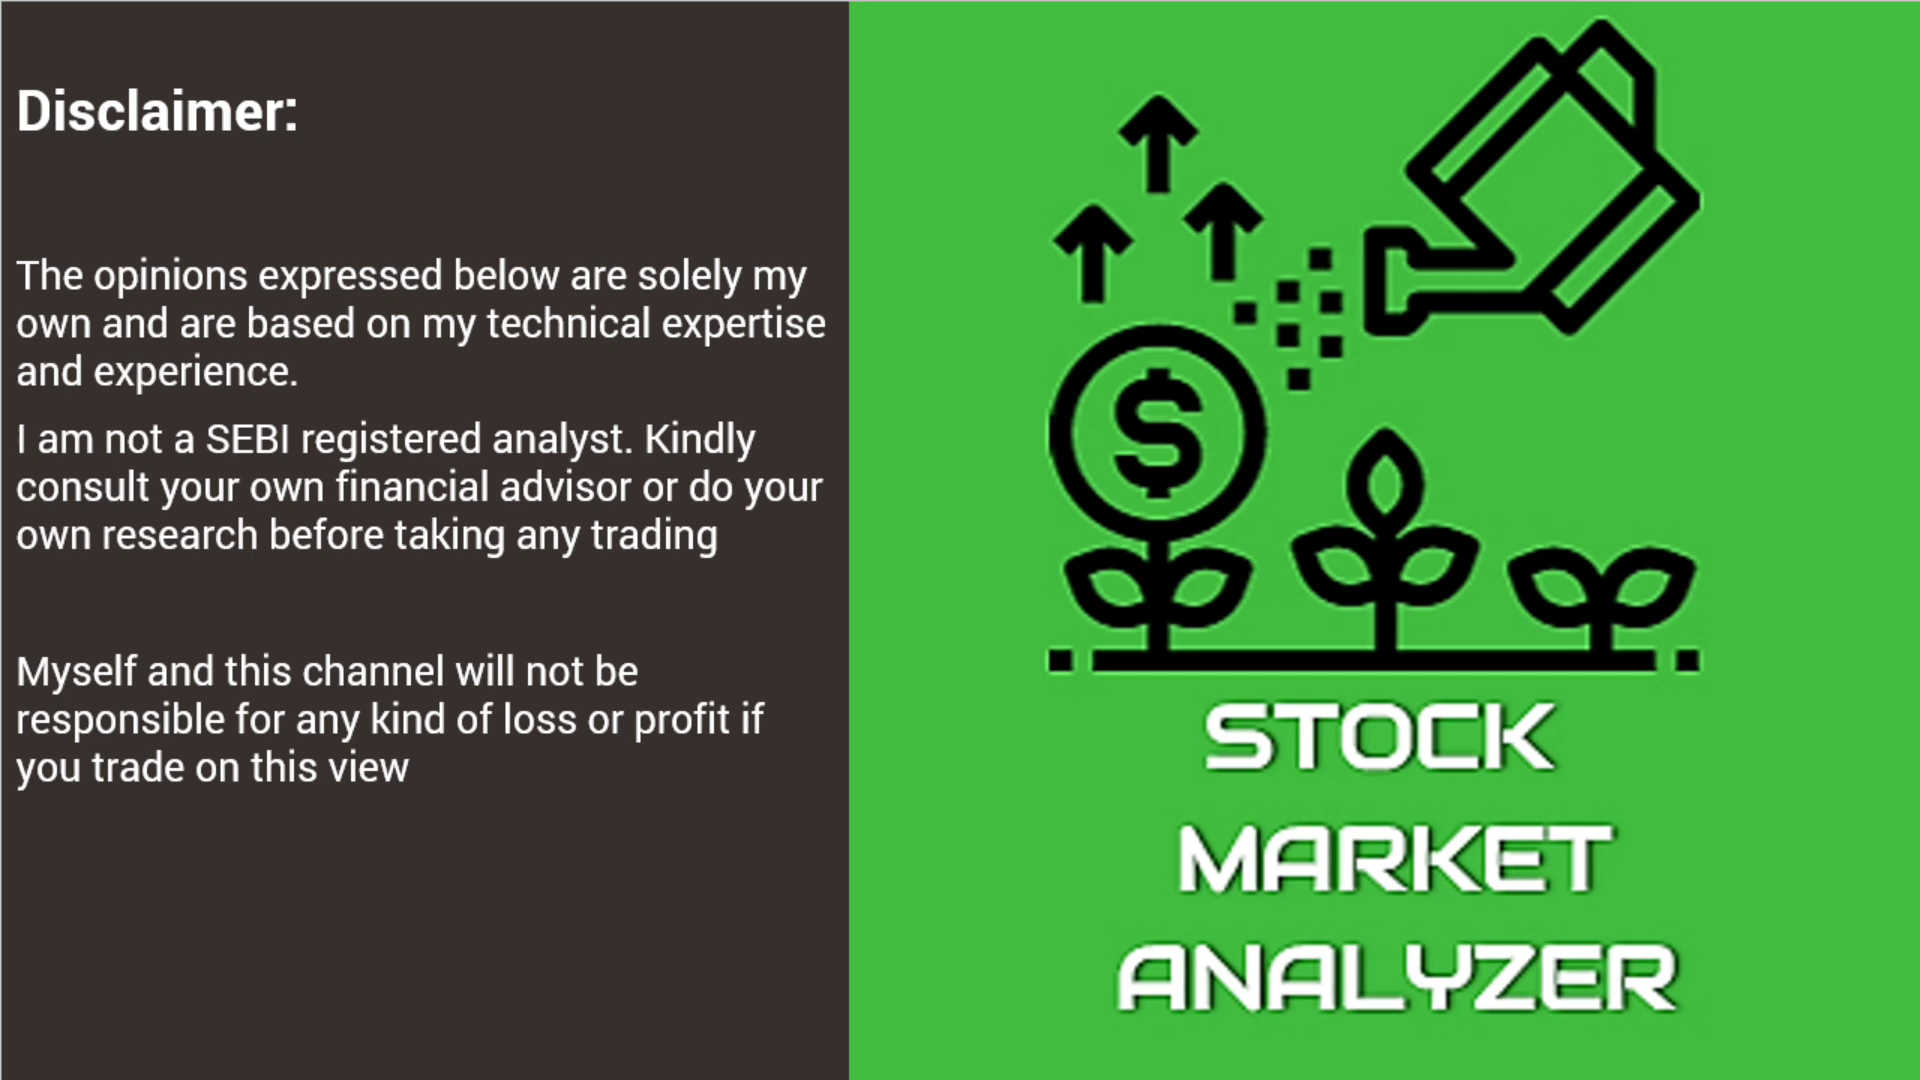 Disclaimer:
The opinions expressed below are solely my
own and are based on my technical expertise
and experience.
I am not a SEBI registered analyst. Kindly
consult your own financial advisor or do your
own research before taking any trading
Myself and this channel will not be
responsible for any kind of loss or profit if
you trade on this view
$
STOCK
MARKET
ANALYZER